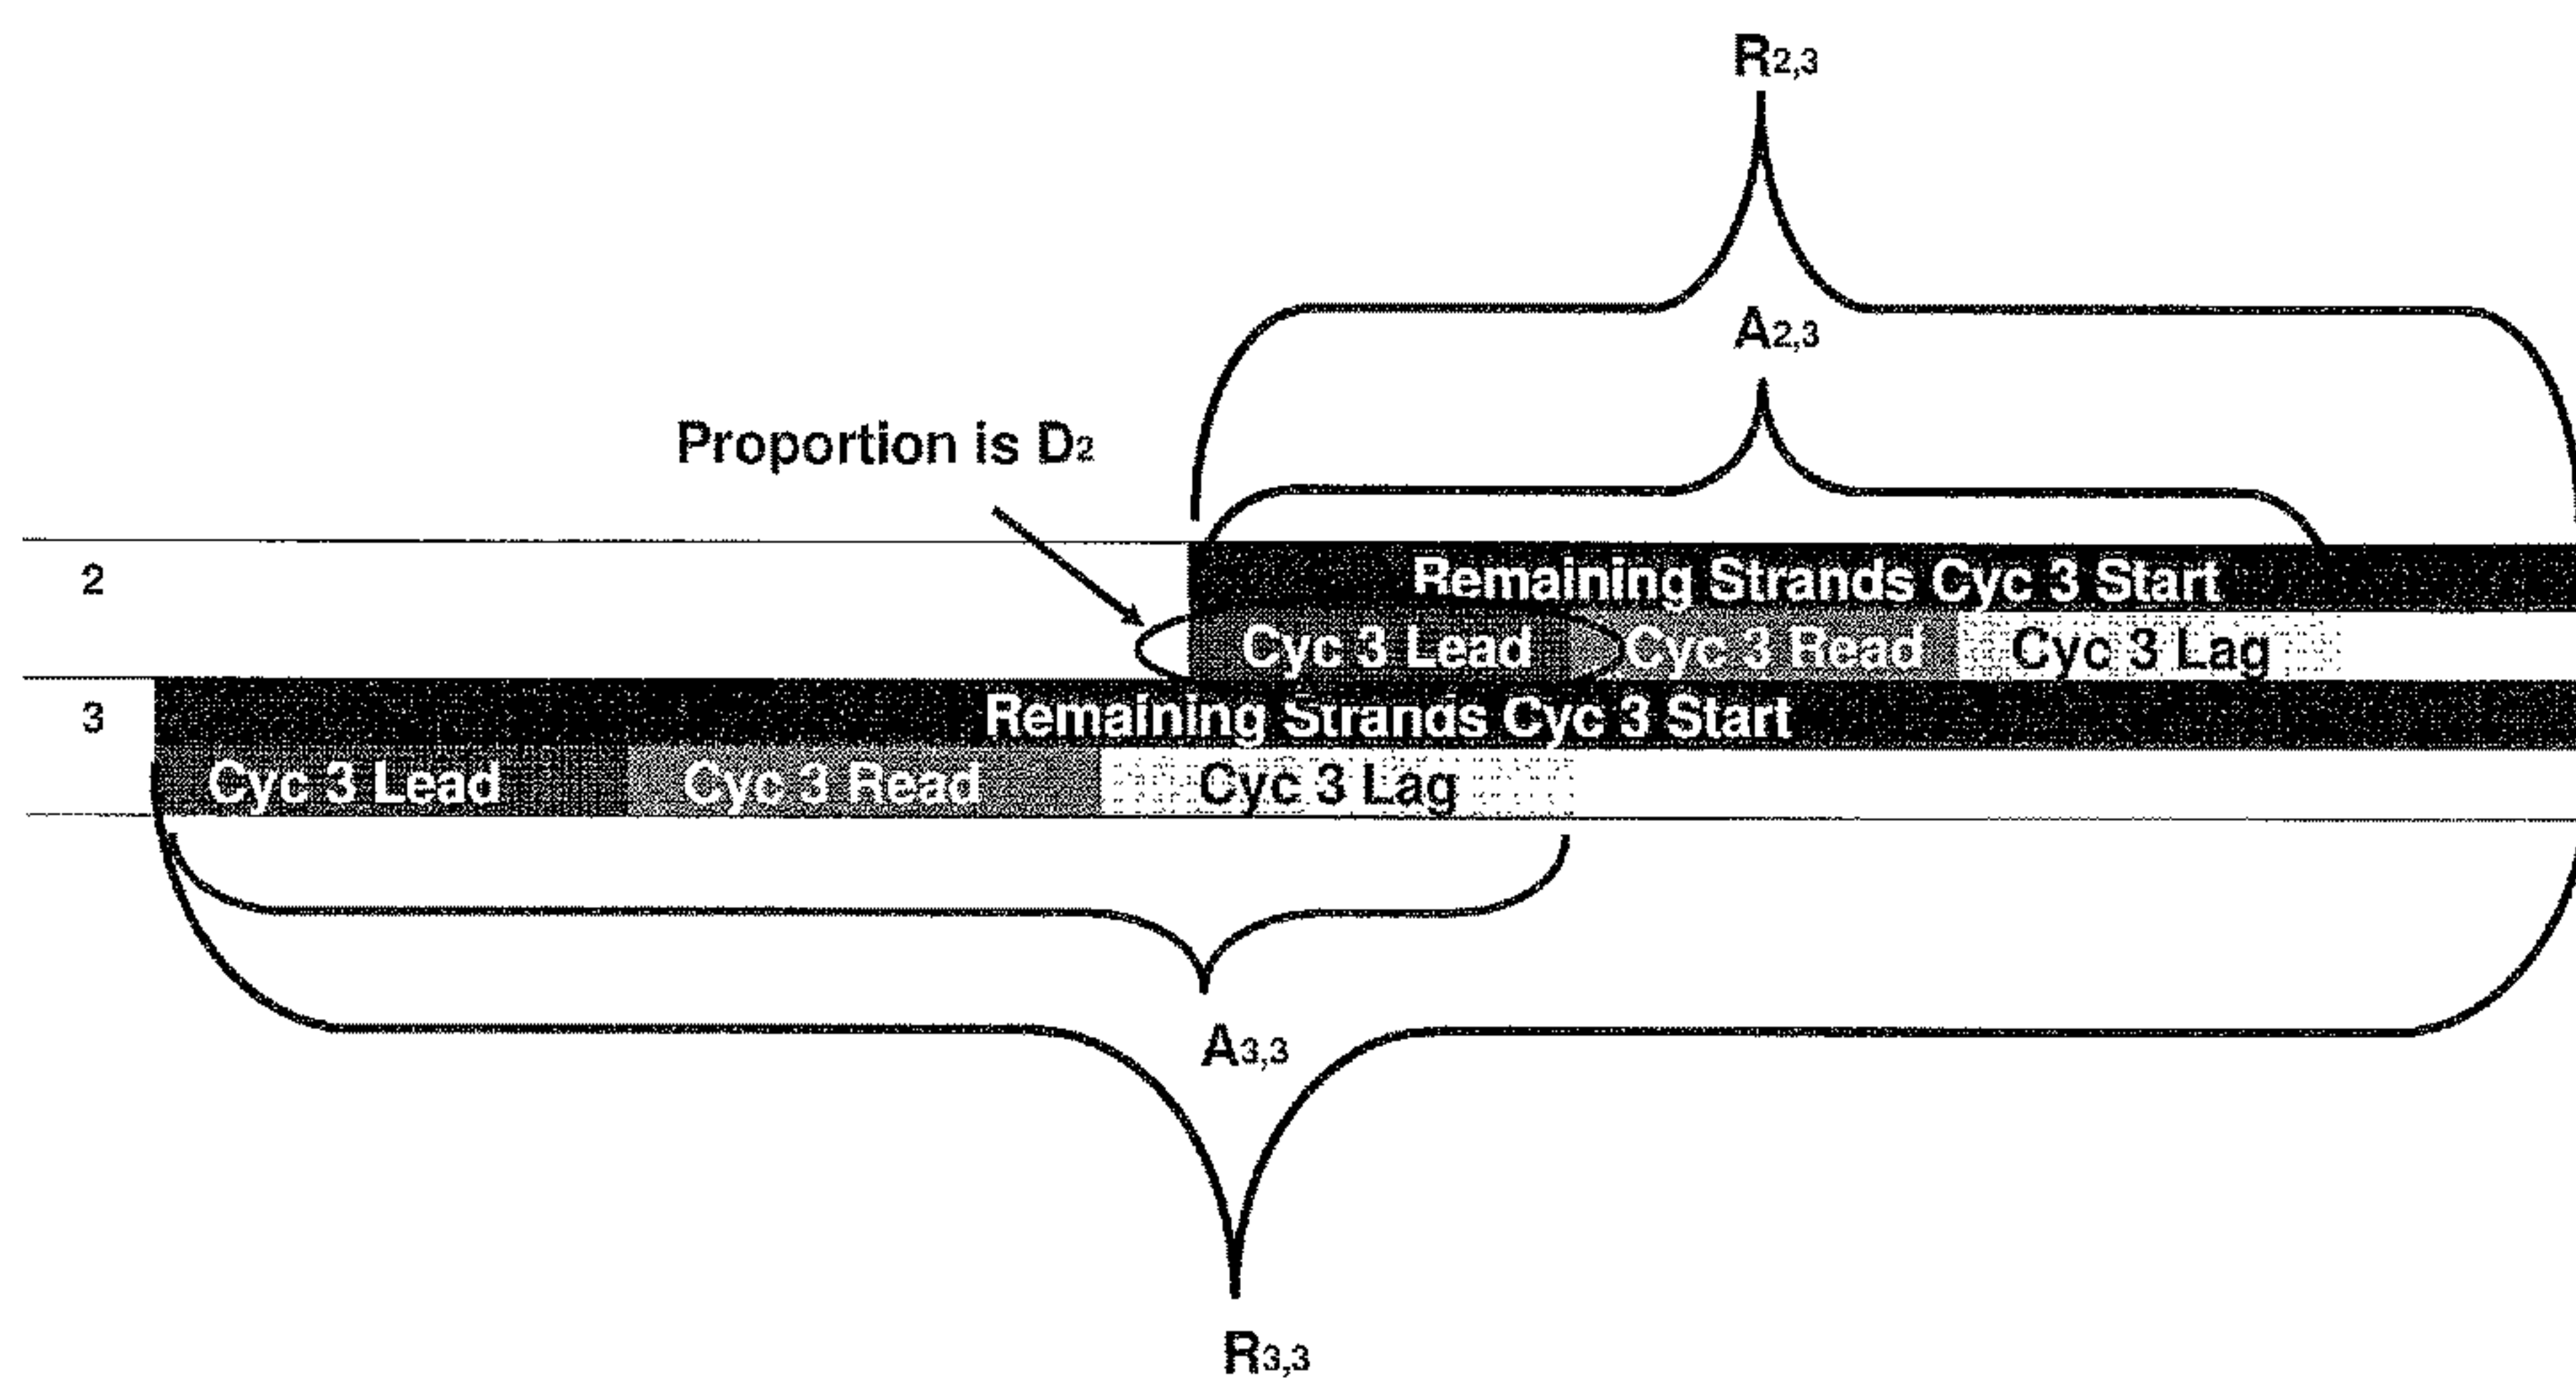 R2,3
A2,3
Proportion is D2
2
Remaining Strands Cyc 3 Start
Cyc 3 Lead Cyc 3 Read Cyc 3 Lag
3
Remaining Strands Cyc 3 Start
Cyc 3 Lead Cyc 3 Read Cyc 3 Lag
A3,3
R3,3